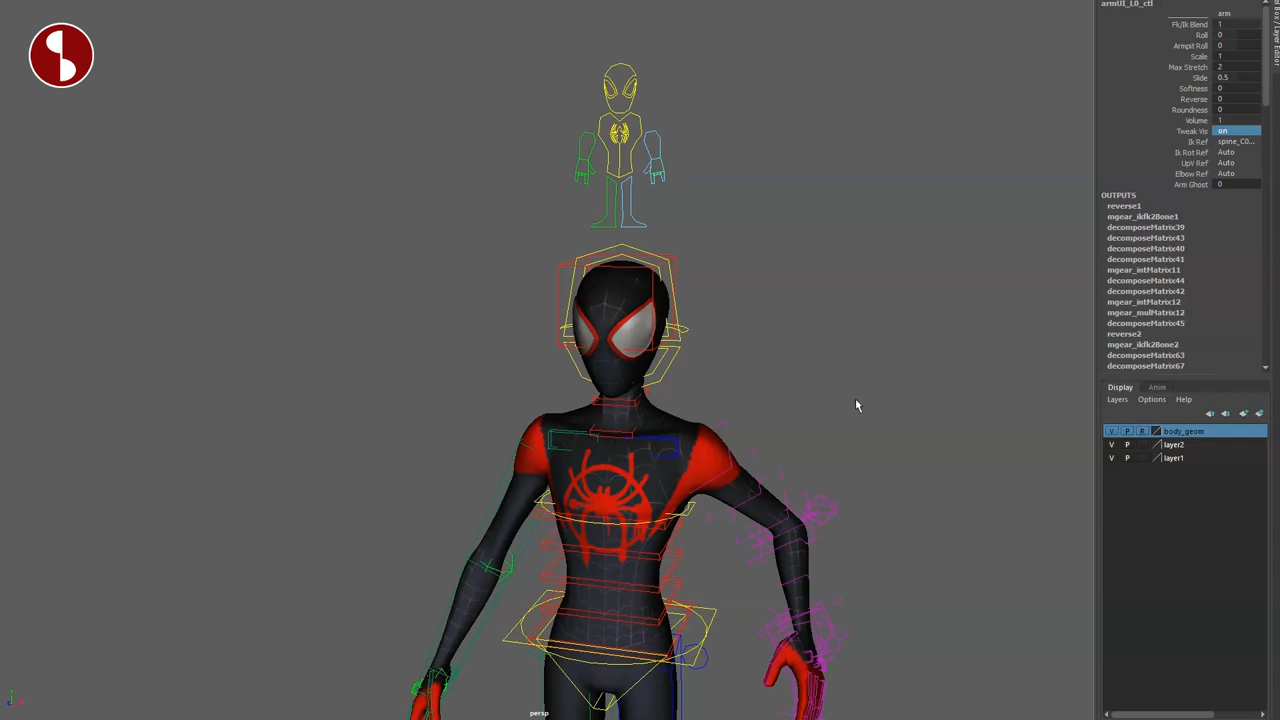 armUI_L0_ctl
arm
Fk/Ik Blend 1
Roll 0
Armpit Roll 0
Scale 1
Max Stretch 2
Slide 0.5
Softness 0
Reverse 0
Roundness 0
Volume 1
Tweak Vis on
Ik Ref spine_C0...
Ik Rot Ref Auto
UpV Ref Auto
Elbow Ref Auto
Arm Ghost 0
OUTPUTS
reverse1
mgear_ikfk2Bone1
decomposeMatrix39
decomposeMatrix43
decomposeMatrix40
decomposeMatrix41
mgear_intMatrix11
decomposeMatrix44
decomposeMatrix42
mgear_intMatrix12
mgear_mulMatrix12
decomposeMatrix45
reverse2
mgear_ikfk2Bone2
decomposeMatrix63
decomposeMatrix67
Display Anim
Layers Options Help
V P R body_geom
V P layer2
V P layer1
persp